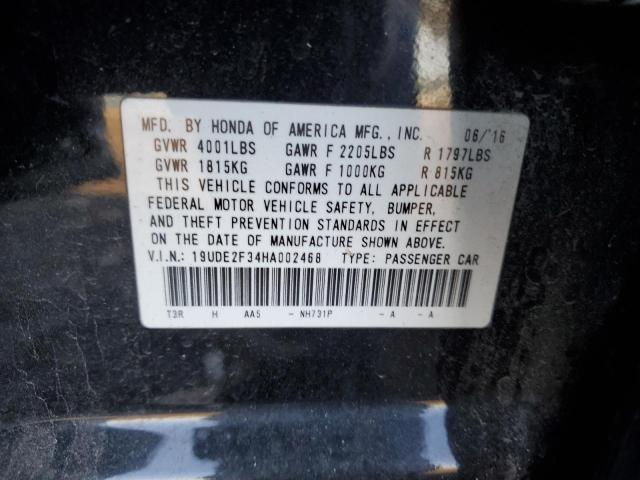 MFD. BY HONDA OF AMERICA MFG., INC. 06/'16
GVWR 4001LBS GAWR F 2205LBS R 1797LBS
GVWR 1815KG GAWR F 1000KG R 815KG
THIS VEHICLE CONFORMS TO ALL APPLICABLE
FEDERAL MOTOR VEHICLE SAFETY, BUMPER,
AND THEFT PREVENTION STANDARDS IN EFFECT
ON THE DATE OF MANUFACTURE SHOWN ABOVE.
V.I.N.: 19UDE2F34HA002468 TYPE: PASSENGER CAR
T3R H AA5 - NH731P - A - A